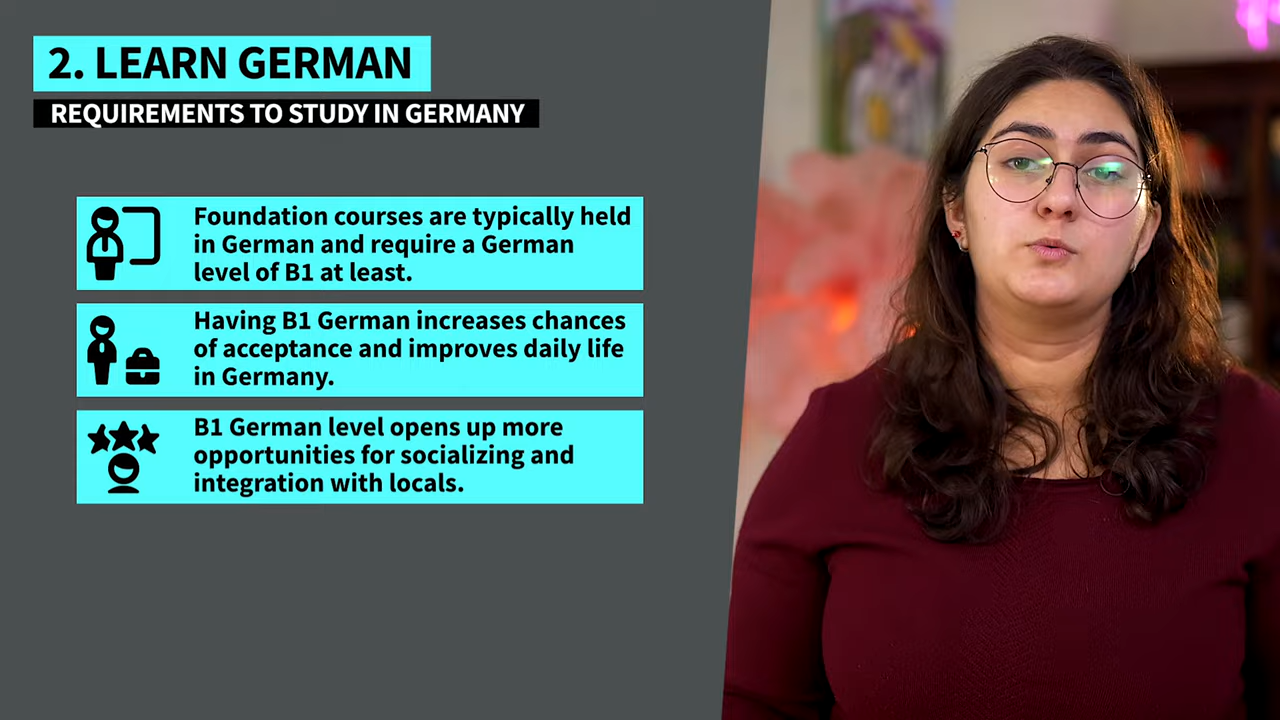 2. LEARN GERMAN
REQUIREMENTS TO STUDY IN GERMANY
Foundation courses are typically held
in German and require a German
level of B1 at least.
Having B1 German increases chances
of acceptance and improves daily life
in Germany.
B1 German level opens up more
opportunities for socializing and
integration with locals.